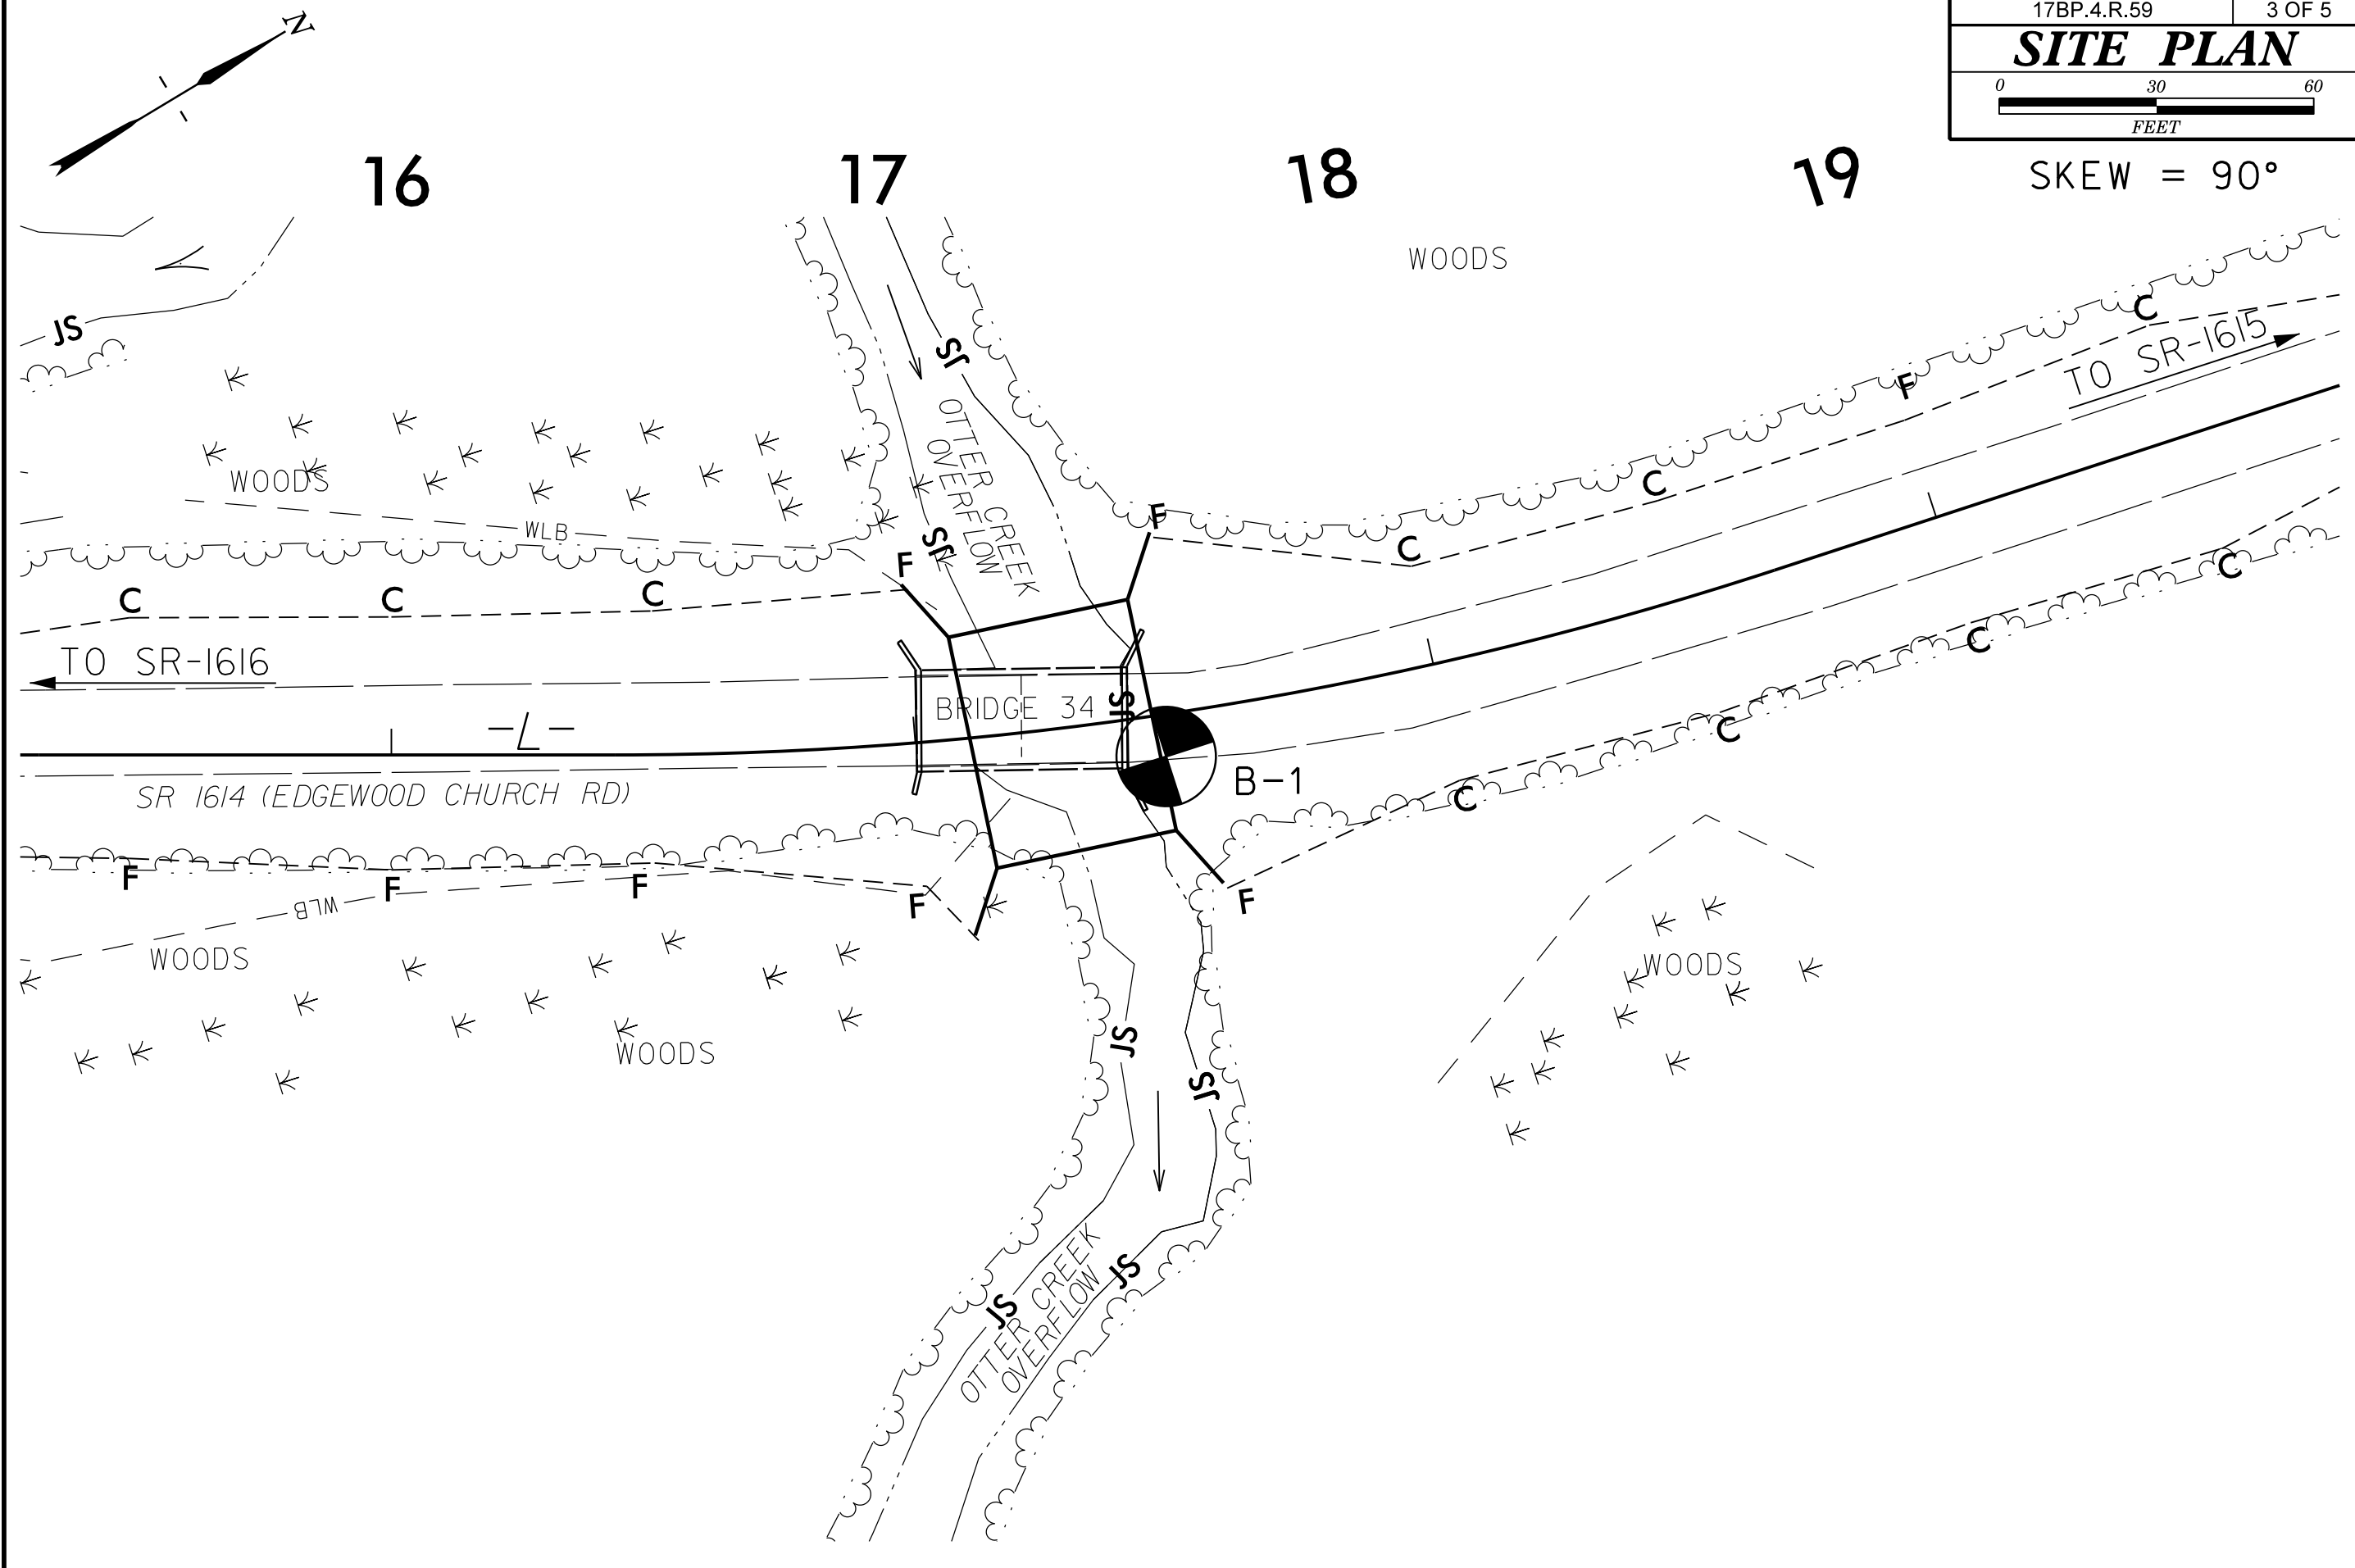 17BP.4.R.59 3 OF 5
SITE PLAN
0 30 60
FEET
SKEW = 90°
N
16 17 18 19
WOODS
JS
JS
C
TO SR-1615
F
OTTER CREEK
OVERFLOW
WOODS
C
WLB
F
JS
F
C
C
C
C
C
TO SR-1616
BRIDGE 34
JS
-L-
C
C
SR 1614 (EDGEWOOD CHURCH RD)
B-1
C
F
F
F
F
F
WLB
WOODS
WOODS
WOODS
JS
JS
OTTER CREEK
OVERFLOW
JS
JS